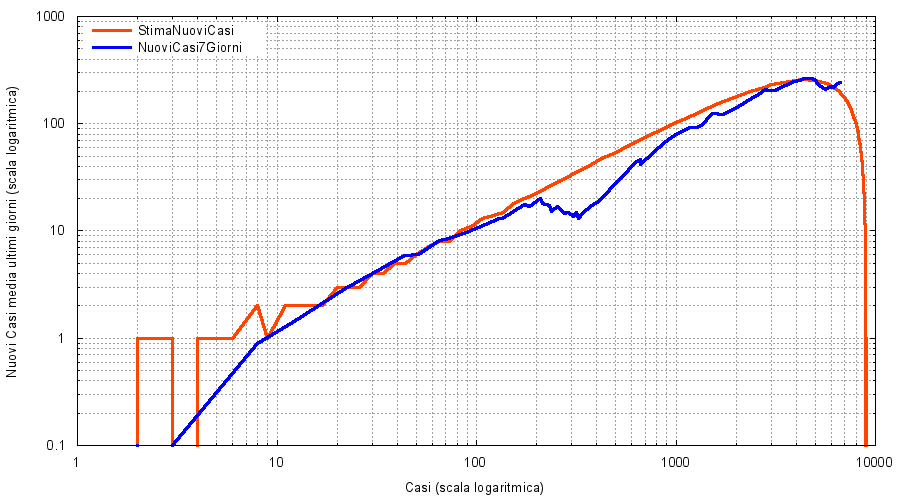 1000
100
10
1
0.1
Nuovi Casi media ultimi giorni (scala logaritmica)
StimaNuoviCasi
NuoviCasi7Giorni
1 10 100 1000 10000
Casi (scala logaritmica)